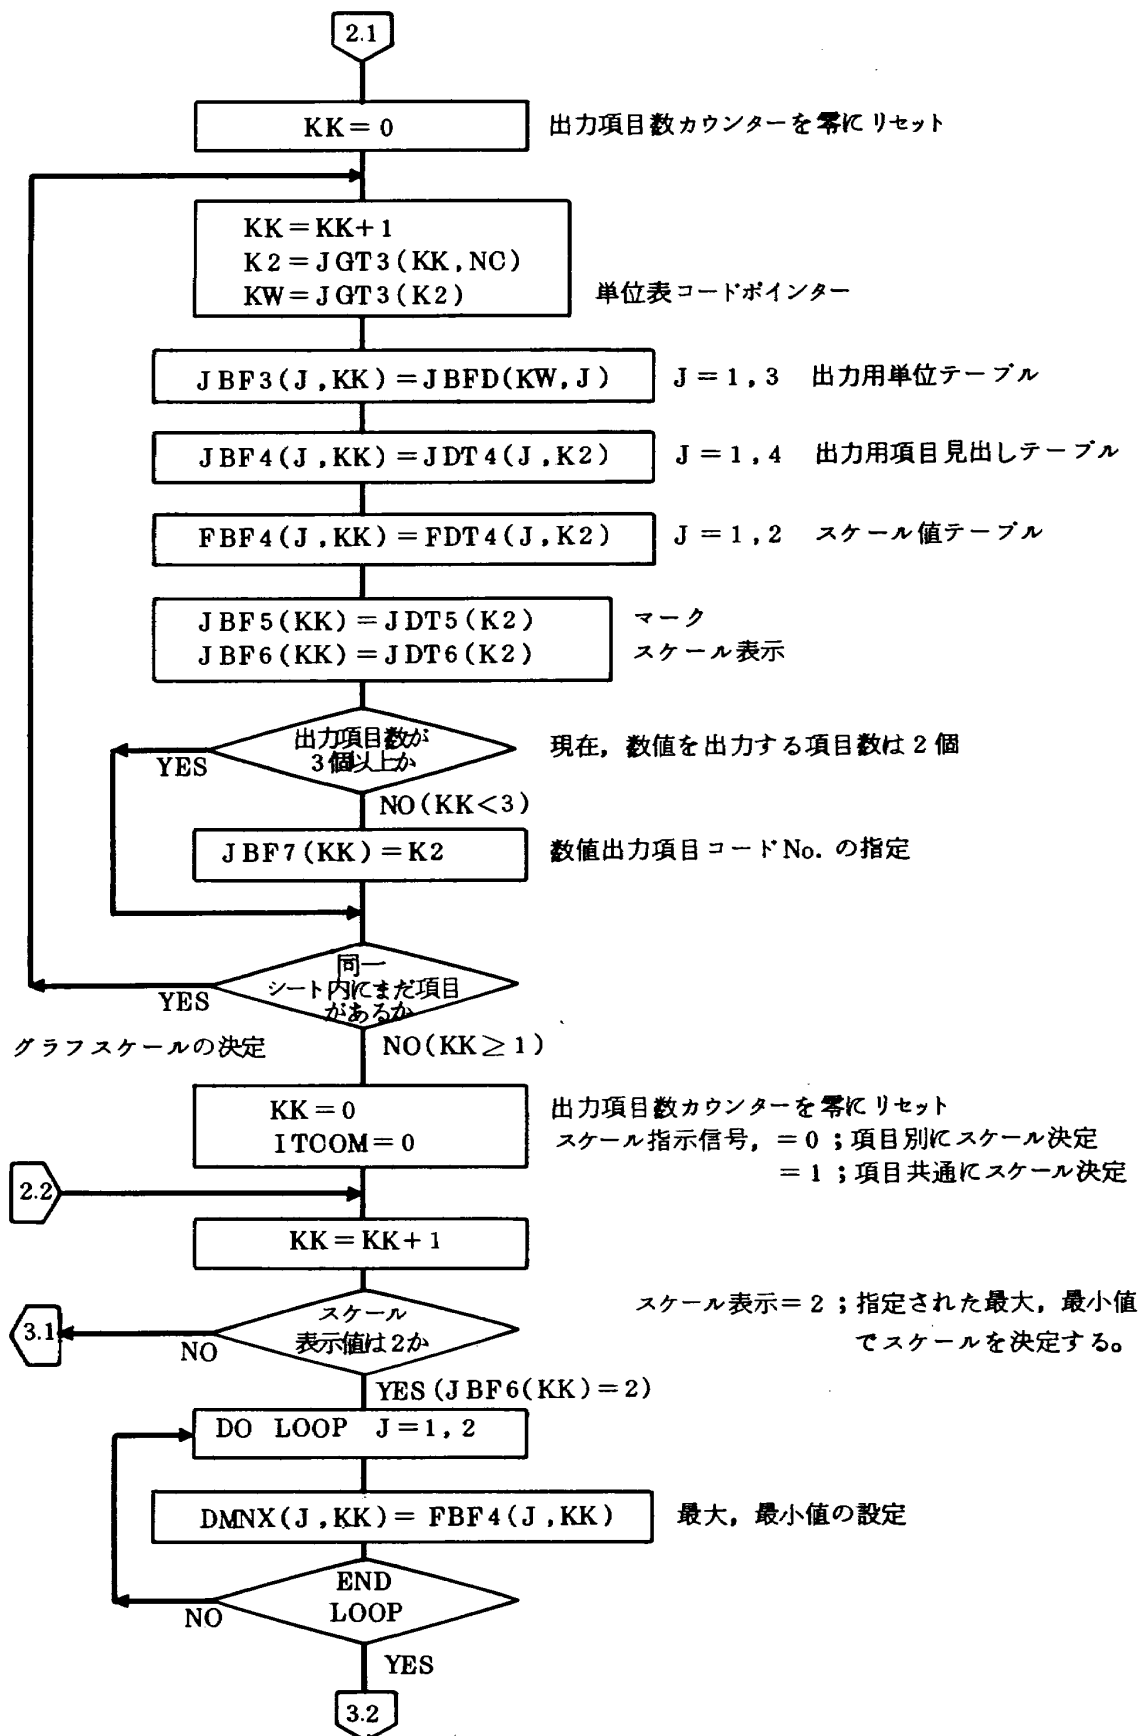 2.1
KK=0
出力項目数カウンターを零にリセット
KK=KK+1
K2=JGT3(KK,NC)
KW=JGT3(K2)
単位表コードポインター
JBF3(J,KK)=JBFD(KW,J)
J=1,3 出力用単位テーブル
JBF4(J,KK)=JDT4(J,K2)
J=1,4 出力用項目見出しテーブル
FBF4(J,KK)=FDT4(J,K2)
J=1,2 スケール値テーブル
JBF5(KK)=JDT5(K2)
マーク
JBF6(KK)=JDT6(K2)
スケール表示
出力項目数が
3個以上か
現在,数値を出力する項目数は2個
YES
NO(KK<3)
JBF7(KK)=K2
数値出力項目コードNo.の指定
同一
シート内にまだ項目
があるか
YES
グラフスケールの決定
NO(KK≥1)
KK=0
出力項目数カウンターを零にリセット
ITCOM=0
スケール指示信号,=0;項目別にスケール決定
=1;項目共通にスケール決定
2.2
KK=KK+1
スケール
表示値は2か
スケール表示=2;指定された最大,最小値
でスケールを決定する。
3.1
NO
YES(JBF6(KK)=2)
DO LOOP J=1,2
DMNX(J,KK)=FBF4(J,KK)
最大,最小値の設定
END
LOOP
NO
YES
3.2